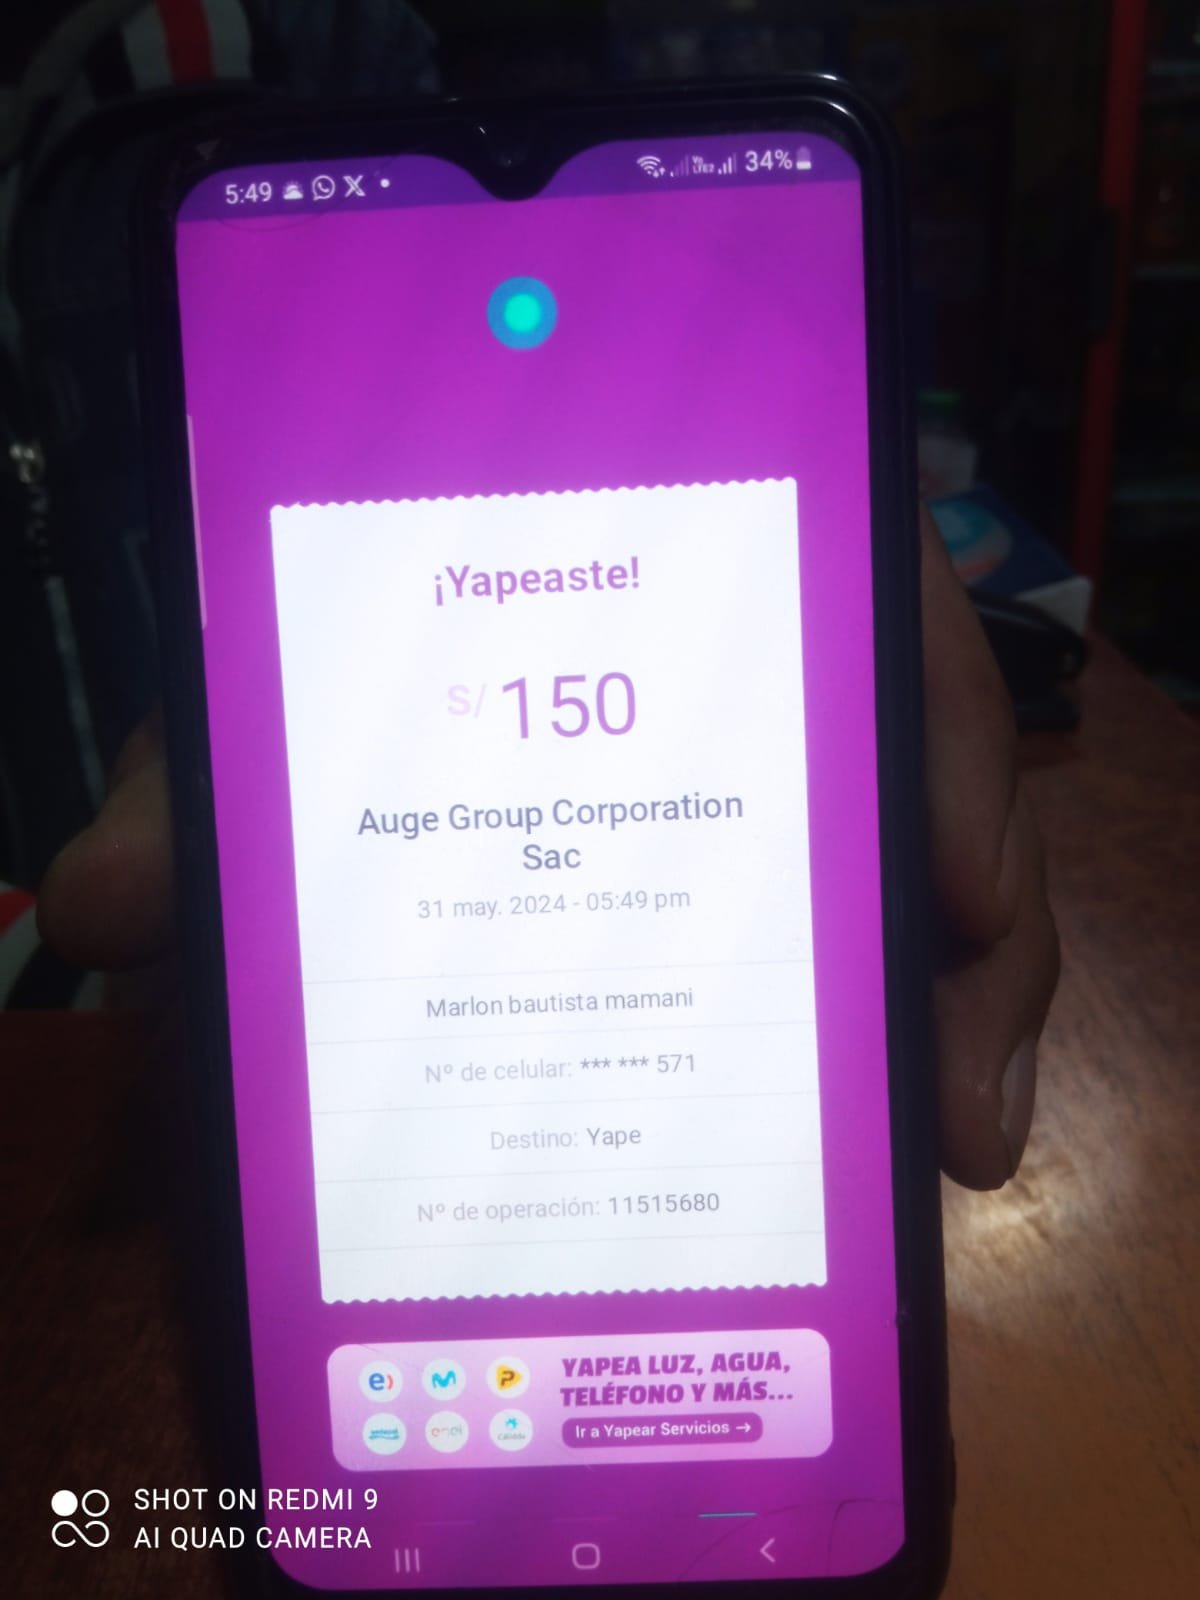 5:49
34%
¡Yapeaste!
S/ 150
Auge Group Corporation
Sac
31 may. 2024 - 05:49 pm
Marlon bautista mamani
Nº de celular: *** *** 571
Destino: Yape
Nº de operación: 11515680
YAPEA LUZ, AGUA,
TELÉFONO Y MÁS...
Ir a Yapear Servicios →
enel
SHOT ON REDMI 9
AI QUAD CAMERA